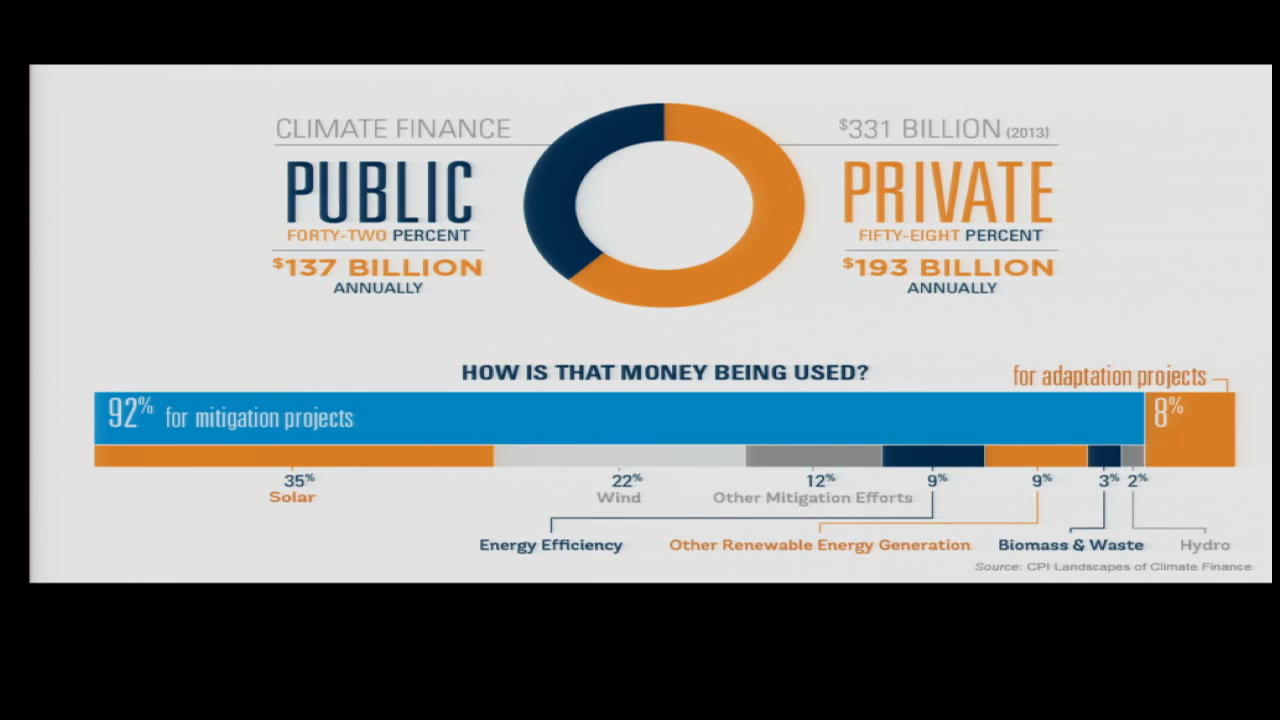 CLIMATE FINANCE
$331 BILLION (2013)
PUBLIC
FORTY-TWO PERCENT
$137 BILLION
ANNUALLY
PRIVATE
FIFTY-EIGHT PERCENT
$193 BILLION
ANNUALLY
HOW IS THAT MONEY BEING USED?
for adaptation projects
92% for mitigation projects
8%
35%
Solar
22%
Wind
12%
Other Mitigation Efforts
9%
Energy Efficiency
9%
Other Renewable Energy Generation
3%
Biomass & Waste
2%
Hydro
Source: CPI Landscapes of Climate Finance